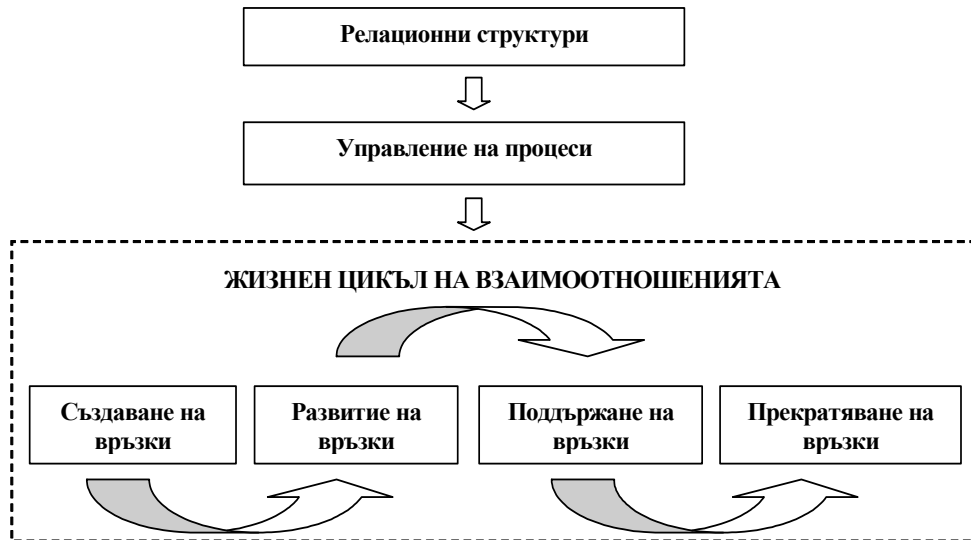 Релационни структури
Управление на процеси
ЖИЗНЕН ЦИКЪЛ НА ВЗАИМООТНОШЕНИЯТА
Създаване на
връзки
Развитие на
връзки
Поддържане на
връзки
Прекратяване на
връзки